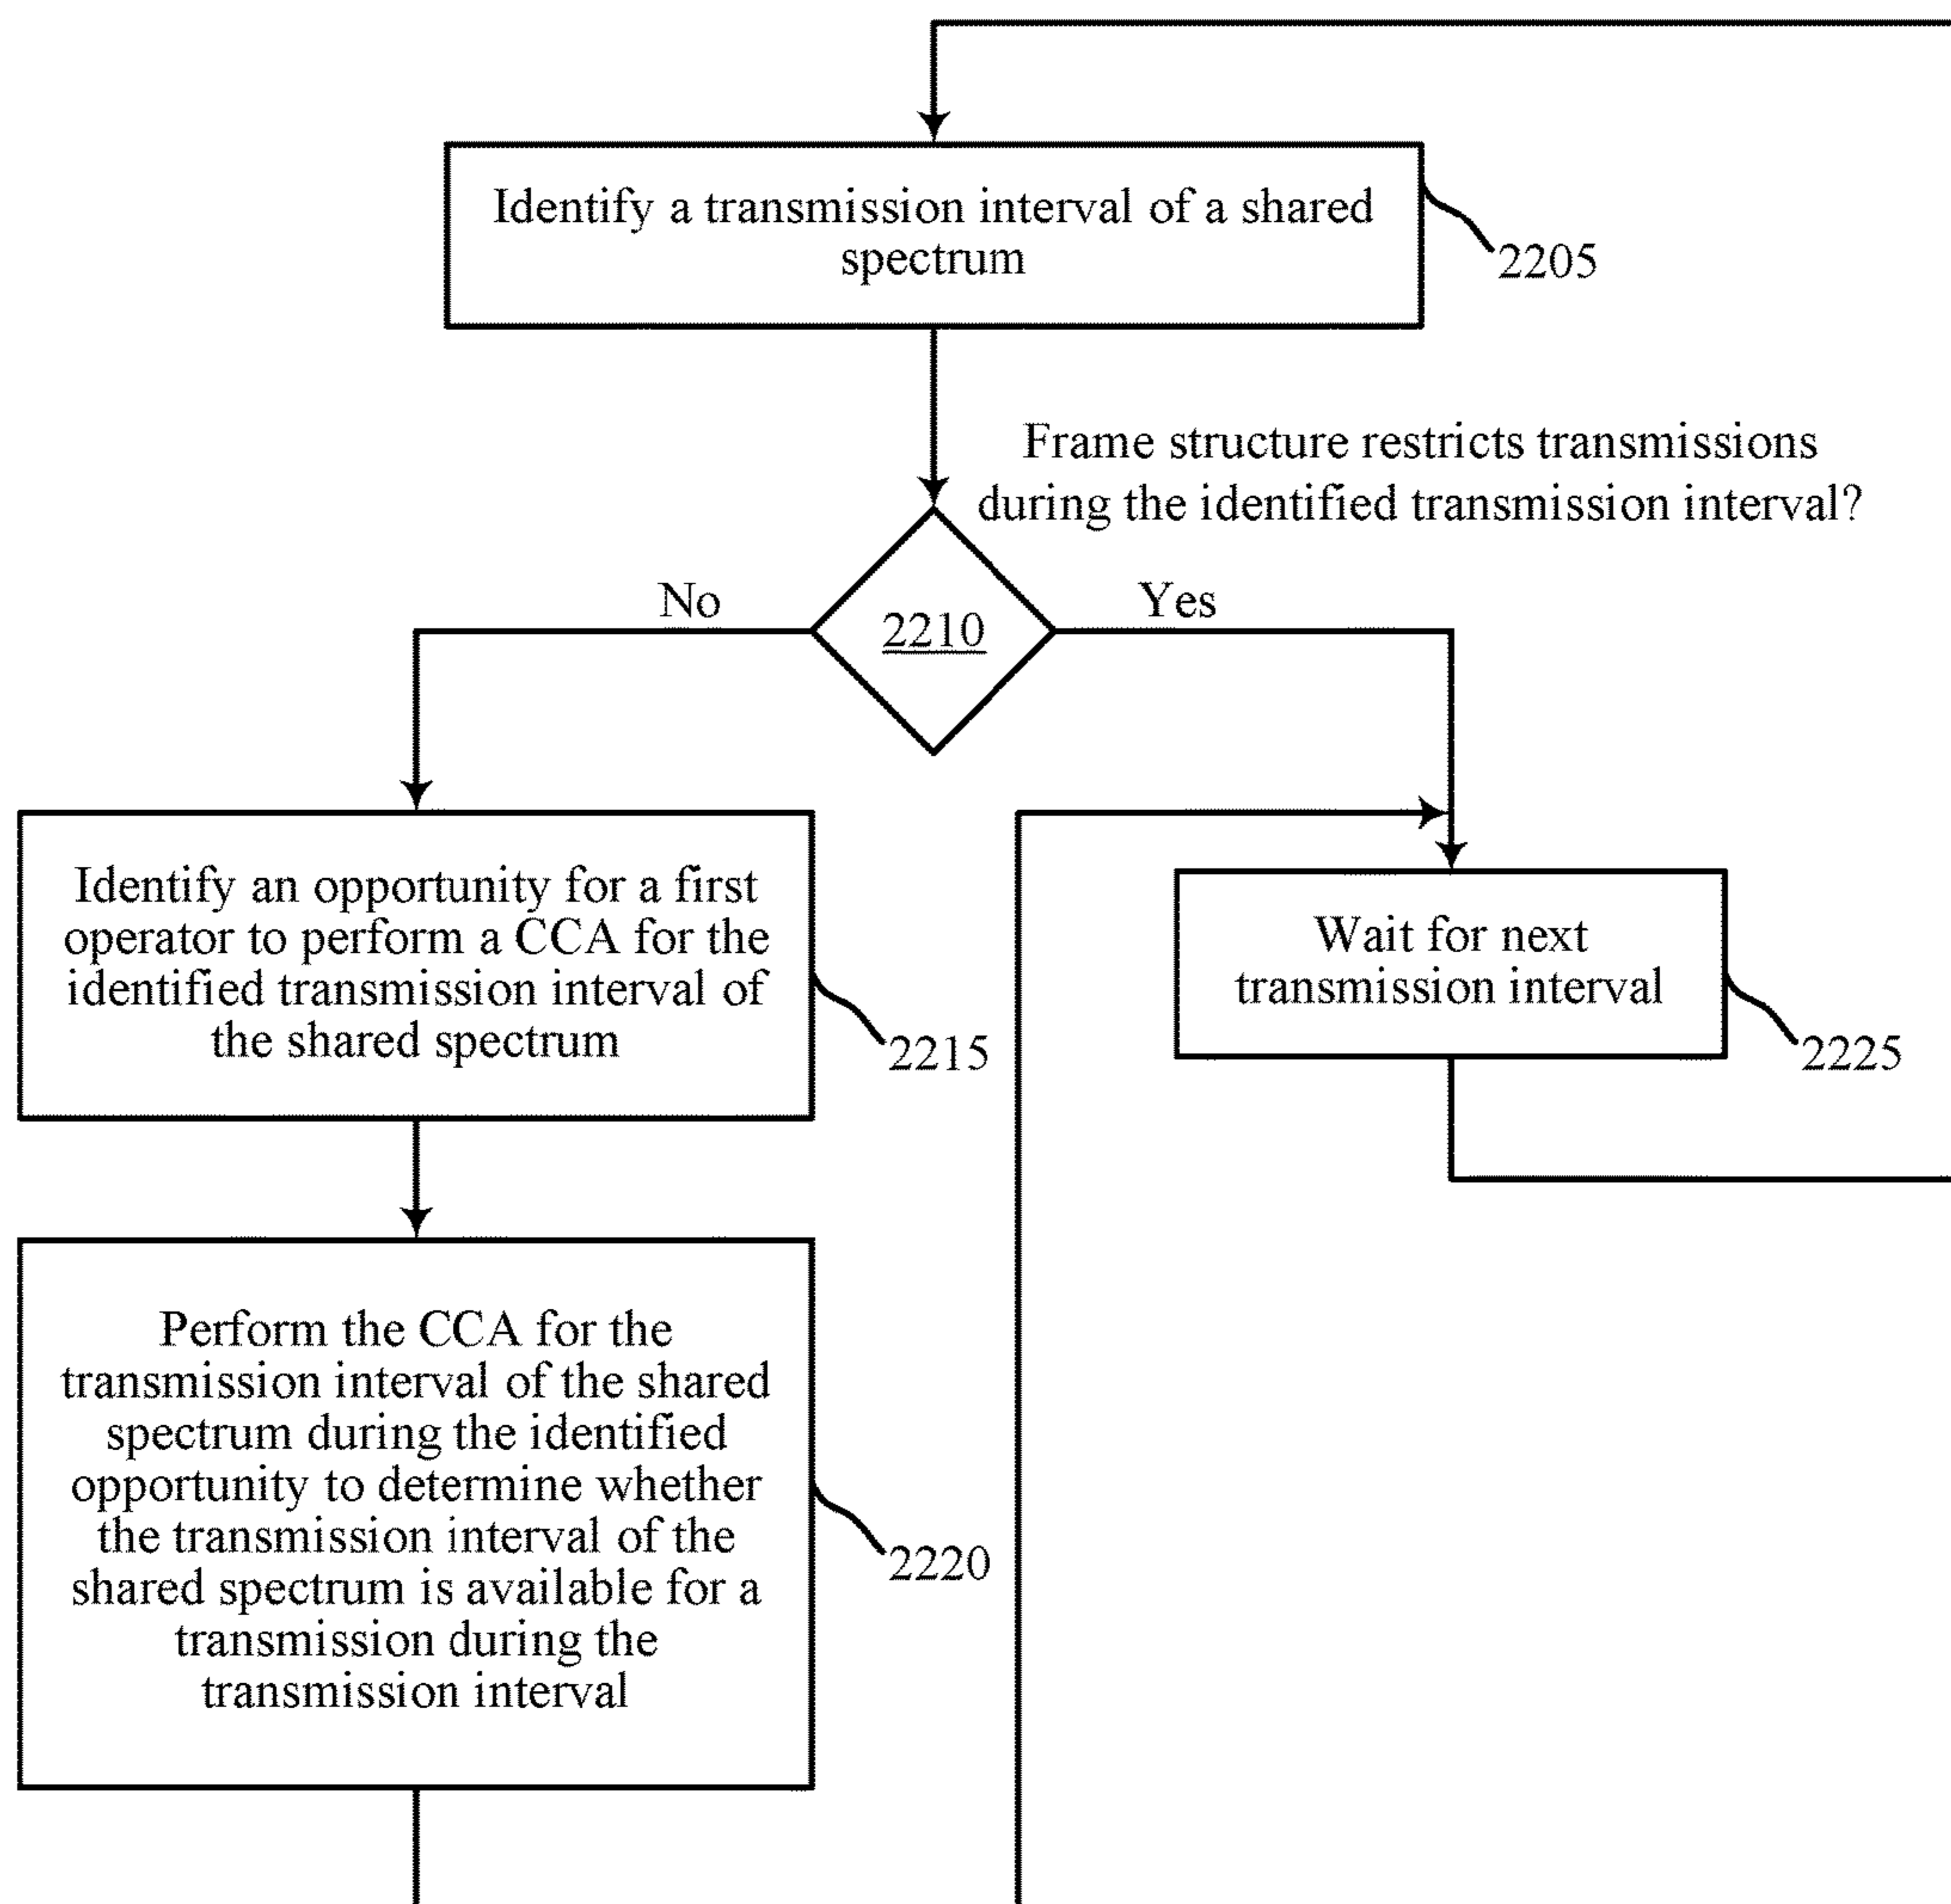 Identify a transmission interval of a shared
spectrum
2205
Frame structure restricts transmissions
during the identified transmission interval?
No
Yes
2210
Identify an opportunity for a first
operator to perform a CCA for the
identified transmission interval of
the shared spectrum
2215
Wait for next
transmission interval
2225
Perform the CCA for the
transmission interval of the shared
spectrum during the identified
opportunity to determine whether
the transmission interval of the
shared spectrum is available for a
transmission during the
transmission interval
2220